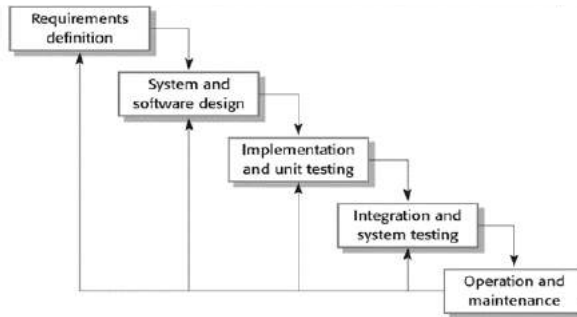 Requirements
definition
System and
software design
Implementation
and unit testing
Integration and
system testing
Operation and
maintenance